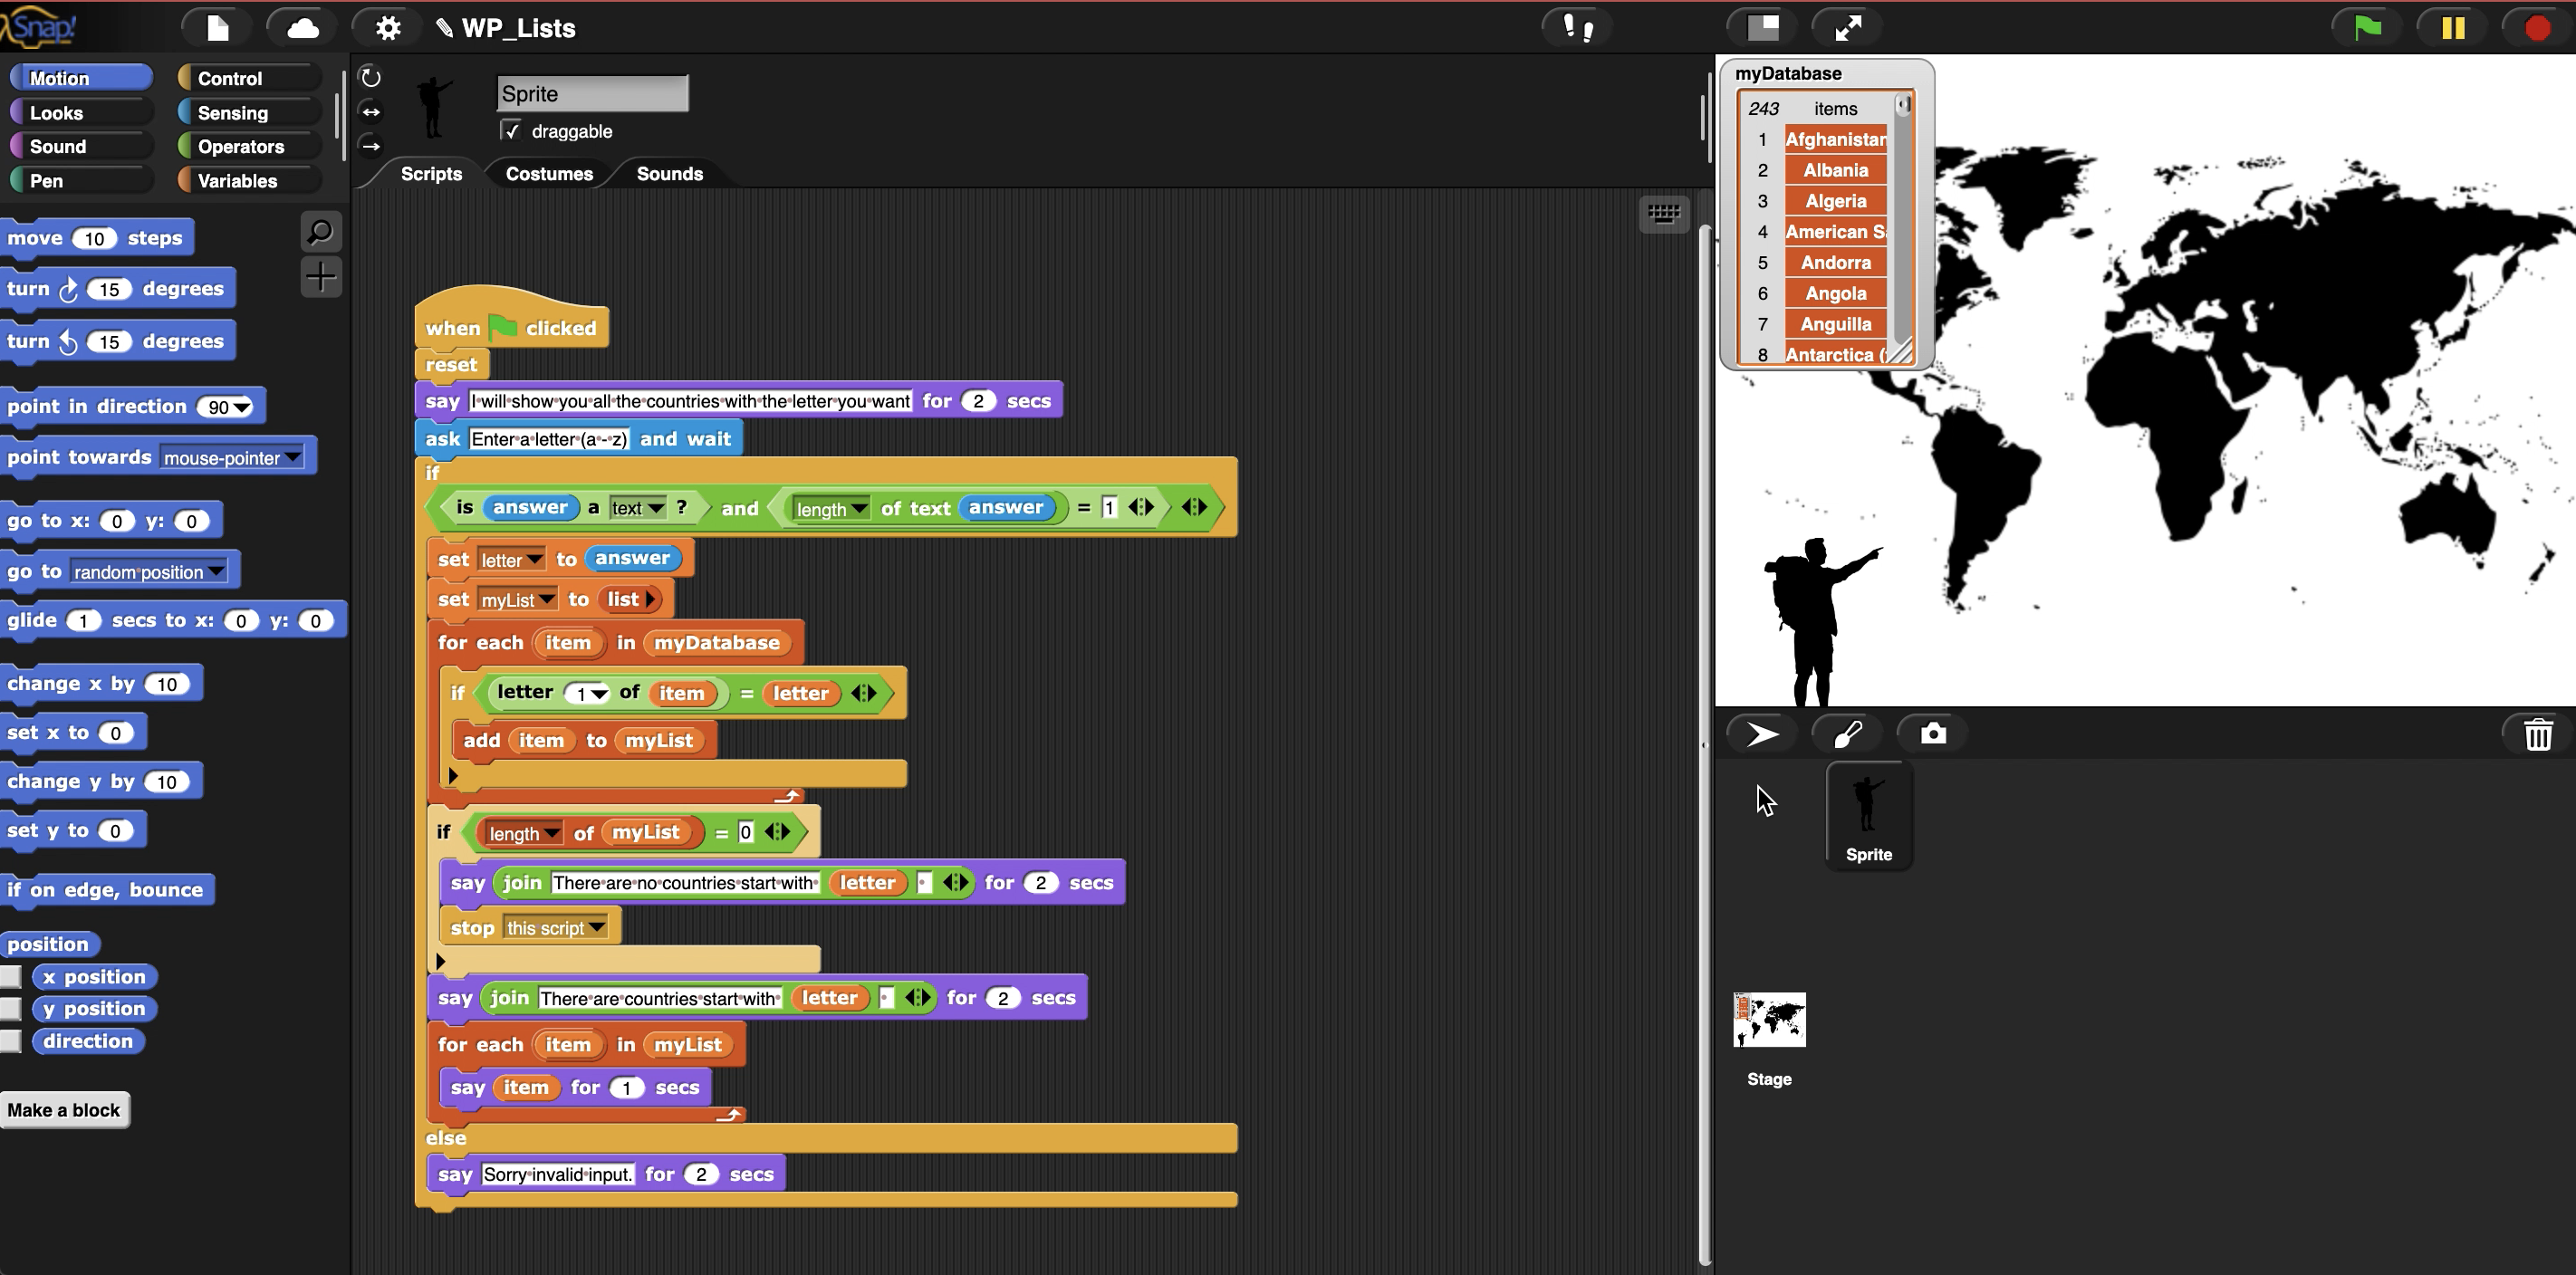 Snap!
WP_Lists
Motion
Control
Looks
Sensing
Sound
Operators
Pen
Variables
move 10 steps
turn 15 degrees
turn 15 degrees
point in direction 90
point towards mouse-pointer
go to x: 0 y: 0
go to random position
glide 1 secs to x: 0 y: 0
change x by 10
set x to 0
change y by 10
set y to 0
if on edge, bounce
position
x position
y position
direction
Make a block
Sprite
draggable
Scripts
Costumes
Sounds
when clicked
reset
say I will show you all the countries with the letter you want for 2 secs
ask Enter a letter (a - z) and wait
if
is answer a text ? and length of text answer = 1
set letter to answer
set myList to list
for each item in myDatabase
if letter 1 of item = letter
add item to myList
if length of myList = 0
say join There are no countries start with letter for 2 secs
stop this script
say join There are countries start with letter for 2 secs
for each item in myList
say item for 1 secs
else
say Sorry invalid input. for 2 secs
myDatabase
243 items
1 Afghanistan
2 Albania
3 Algeria
4 American S
5 Andorra
6 Angola
7 Anguilla
8 Antarctica (
Sprite
Stage